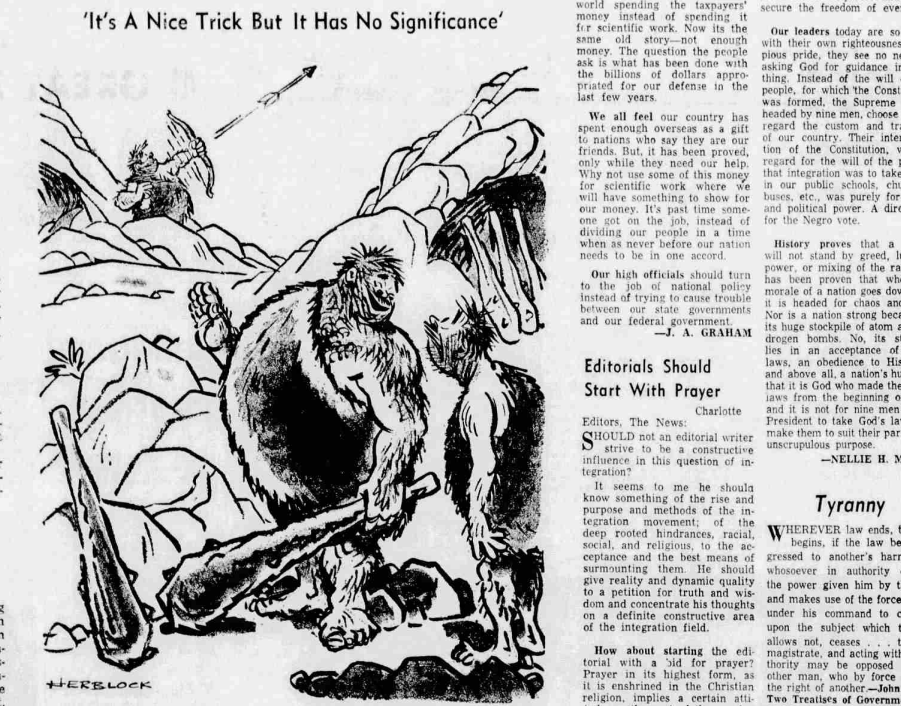 'It's A Nice Trick But It Has No Significance'
HERBLOCK
world spending the taxpayers'
money instead of spending it
for scientific work. Now its the
same old story—not enough
money. The question the people
ask is what has been done with
the billions of dollars appro-
priated for our defense in the
last few years.
We all feel our country has
spent enough overseas as a gift
to nations who say they are our
friends. But, it has been proved,
only while they need our help.
Why not use some of this money
for scientific work where we
will have something to show for
our money. It's past time some-
one got on the job, instead of
dividing our people in a time
when as never before our nation
needs to be in one accord.
Our high officials should turn
to the job of national policy
instead of trying to cause trouble
between our state governments
and our federal government.
—J. A. GRAHAM
Editorials Should
Start With Prayer
Charlotte
Editors, The News:
SHOULD not an editorial writer
strive to be a constructive
influence in this question of in-
tegration?
It seems to me he should
know something of the rise and
purpose and methods of the in-
tegration movement; of the
deep rooted hindrances, racial,
social, and religious, to the ac-
ceptance and the best means of
surmounting them. He should
give reality and dynamic quality
to a petition for truth and wis-
dom and concentrate his thoughts
on a definite constructive area
of the integration field.
How about starting the edi-
torial with a bid for prayer?
Prayer in its highest form, as
it is enshrined in the Christian
religion, implies a certain atti-
secure the freedom of
Our leaders today are so
with their own
pious pride, they see no
asking God for guidance
thing. Instead of the will
people, for which the
was formed, the Supreme
headed by nine men, choose
regard the custom and
of our country. Their
tion of the Constitution,
regard for the will of the
that integration was to take
in our public schools,
buses, etc., was purely for
and political power. A
for the Negro vote.
History proves that a
will not stand by greed,
power, or mixing of the
has been proven that
morale of a nation goes
it is headed for chaos
Nor is a nation strong
its huge stockpile of atom
drogen bombs. No, its
lies in an acceptance of
laws, an obedience to
and above all, a nation's
that it is God who made
laws from the beginning
and it is not for nine men
President to take God's
make them to suit their
unscrupulous purpose.
—NELLIE H.
Tyranny
WHEREVER law ends,
begins, if the law
gressed to another's
whosoever in authority
the power given him by
and makes use of the
under his command to
upon the subject which
allows not, ceases . . .
magistrate, and acting
thority may be opposed
other man, who by force
the right of another.—John
Two Treatises of